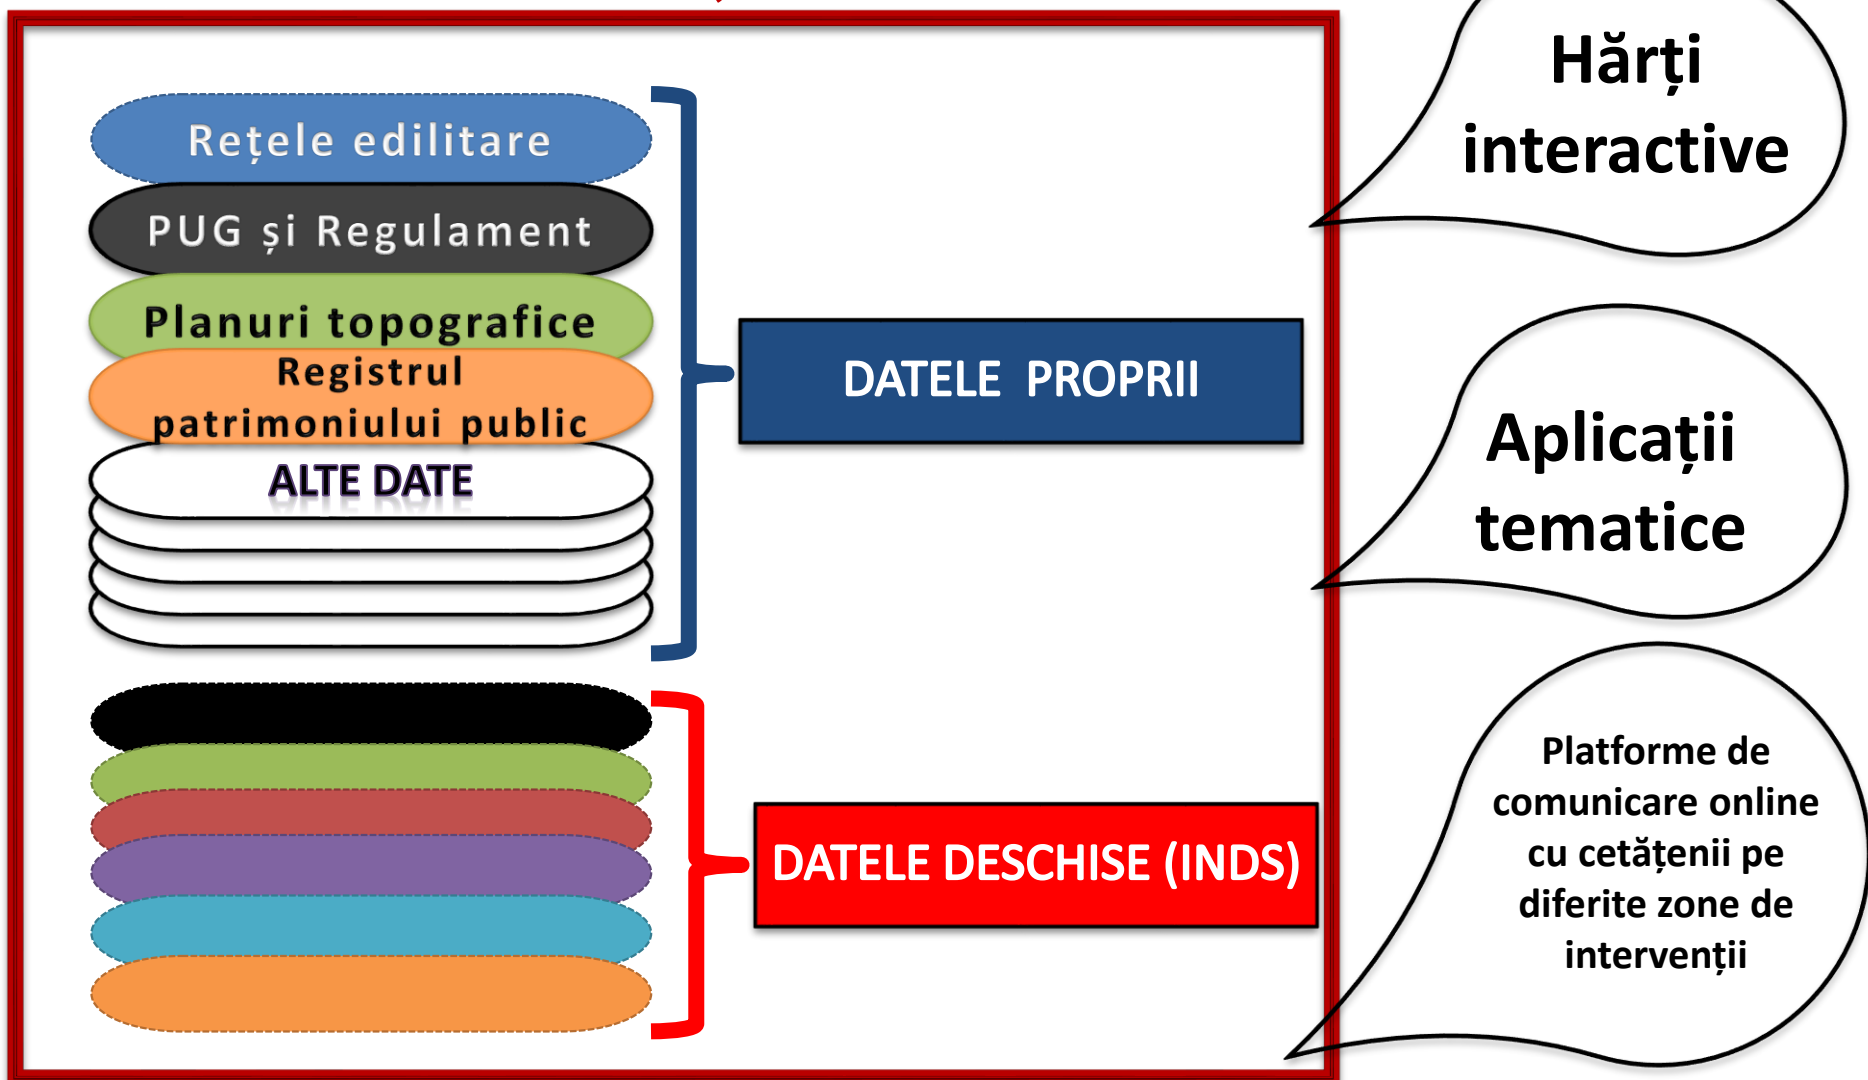 Rețele edilitare
PUG și Regulament
Planuri topografice
Registrul
patrimoniului public
ALTE DATE
DATELE PROPRII
DATELE DESCHISE (INDS)
Hărți
interactive
Aplicații
tematice
Platforme de
comunicare online
cu cetățenii pe
diferite zone de
intervenții